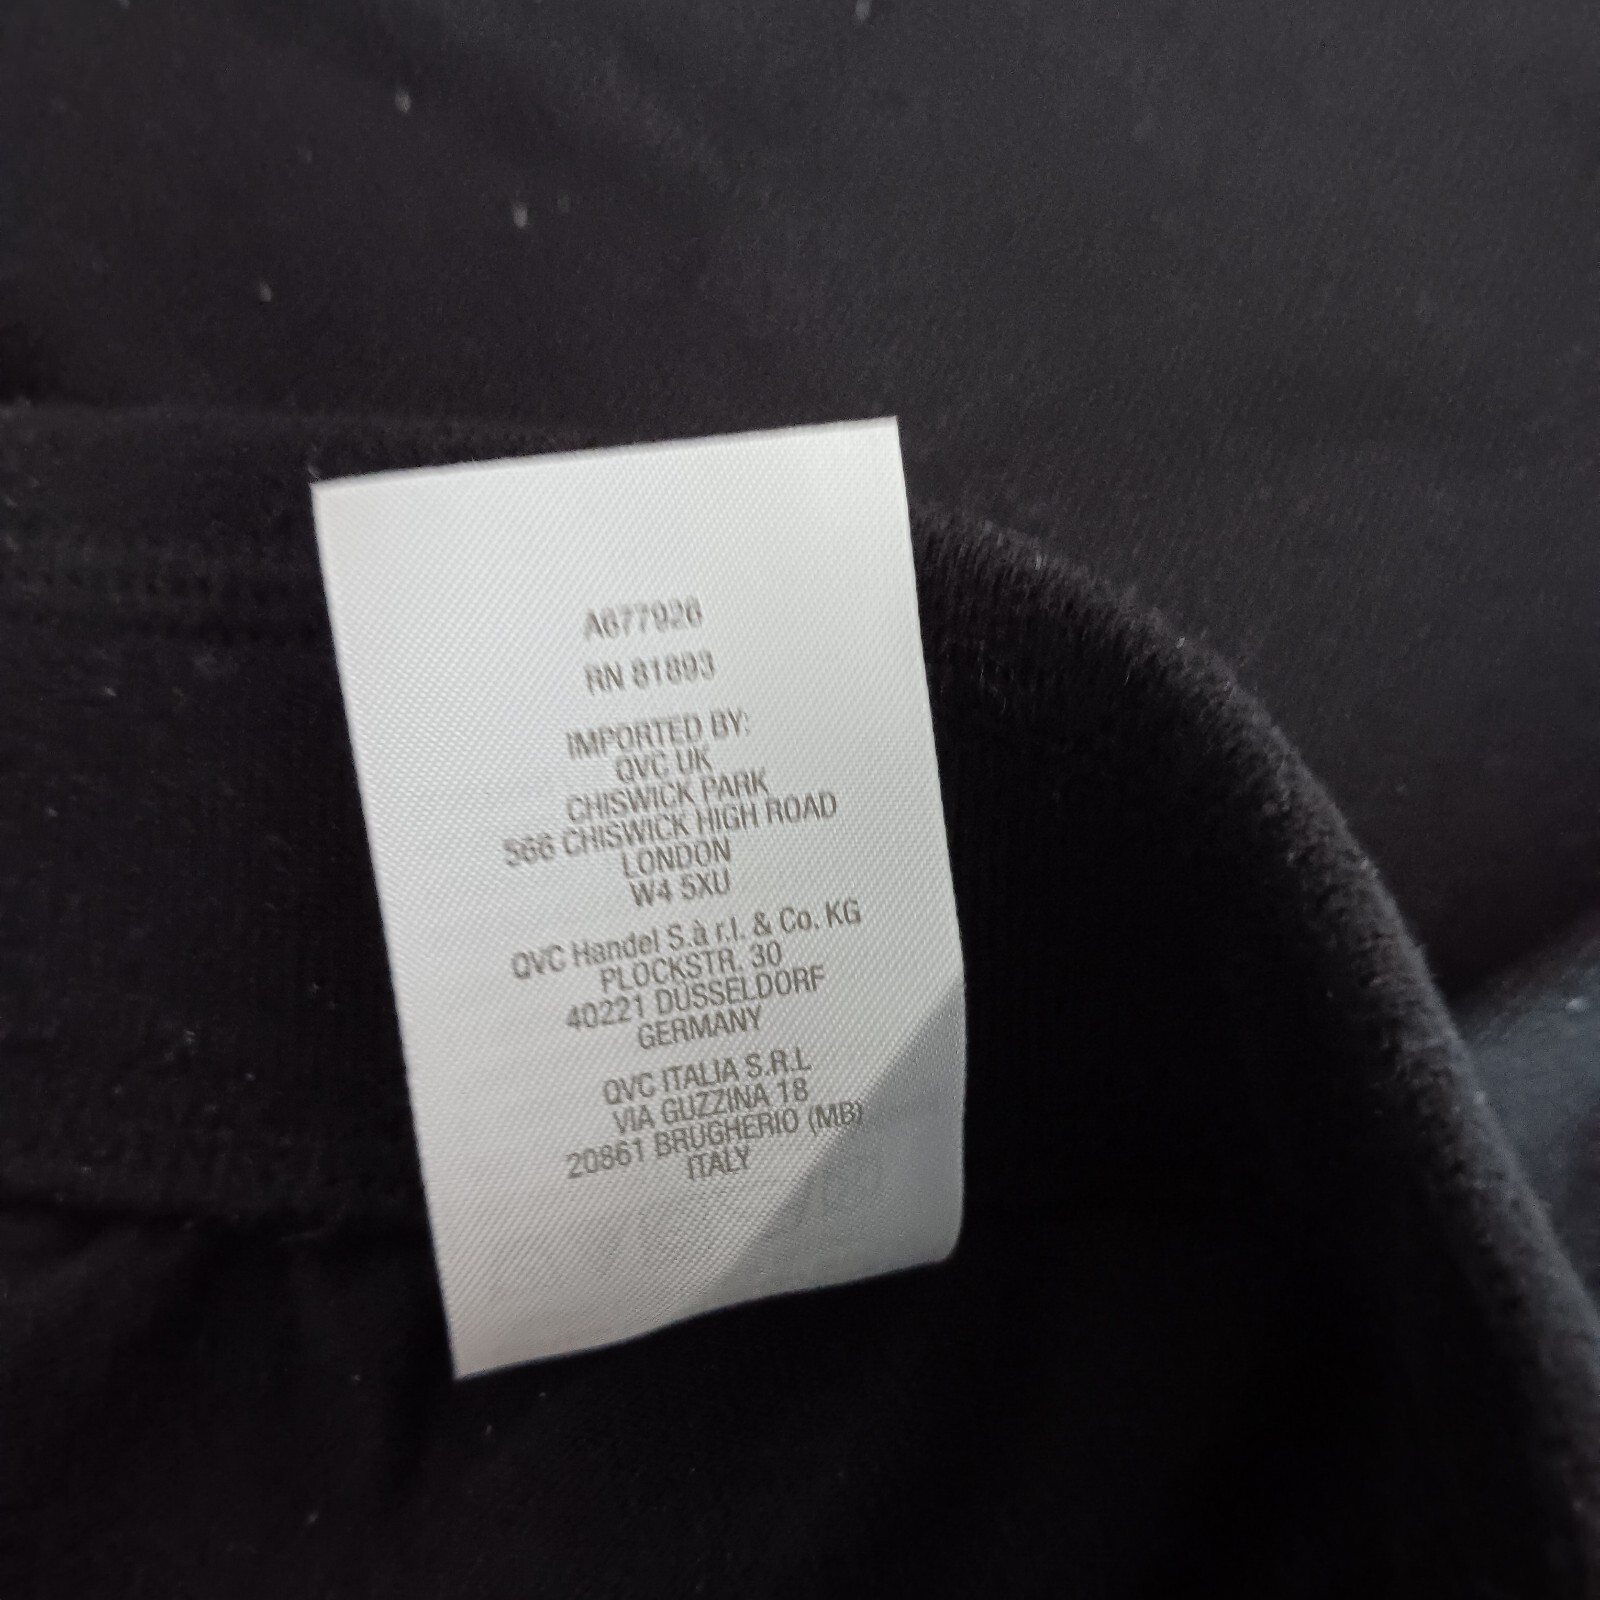 A677926
RN 81893
IMPORTED BY:
QVC UK
CHISWICK PARK
566 CHISWICK HIGH ROAD
LONDON
W4 5XU
QVC Handel S.à r.l. & Co. KG
PLOCKSTR. 30
40221 DUSSELDORF
GERMANY
QVC ITALIA S.R.L
VIA GUZZINA 18
20861 BRUGHERIO (MB)
ITALY